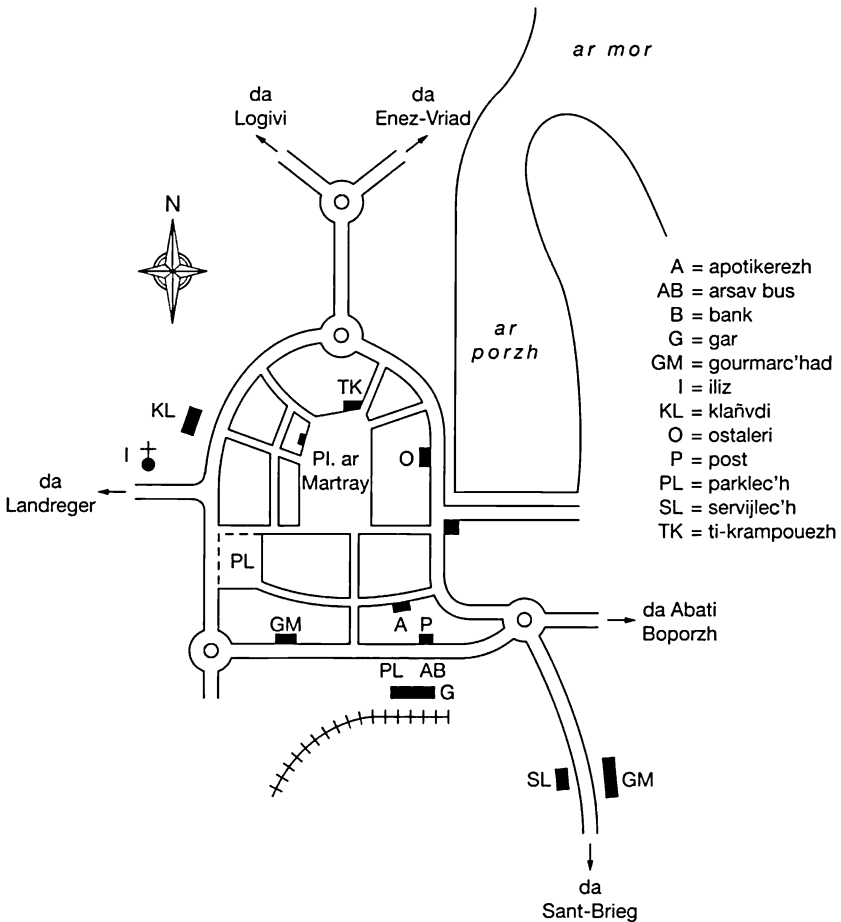 ar mor
da
Logivi
da
Enez-Vriad
N
A = apotikerezh
AB = arsav bus
B = bank
G = gar
GM = gourmarc'had
I = iliz
KL = klañvdi
O = ostaleri
P = post
PL = parklec'h
SL = servijlec'h
TK = ti-krampouezh
ar
porzh
TK
KL
I
Pl. ar
Martray
O
da
Landreger
PL
GM
A
P
da Abati
Boporzh
PL
AB
G
SL
GM
da
Sant-Brieg